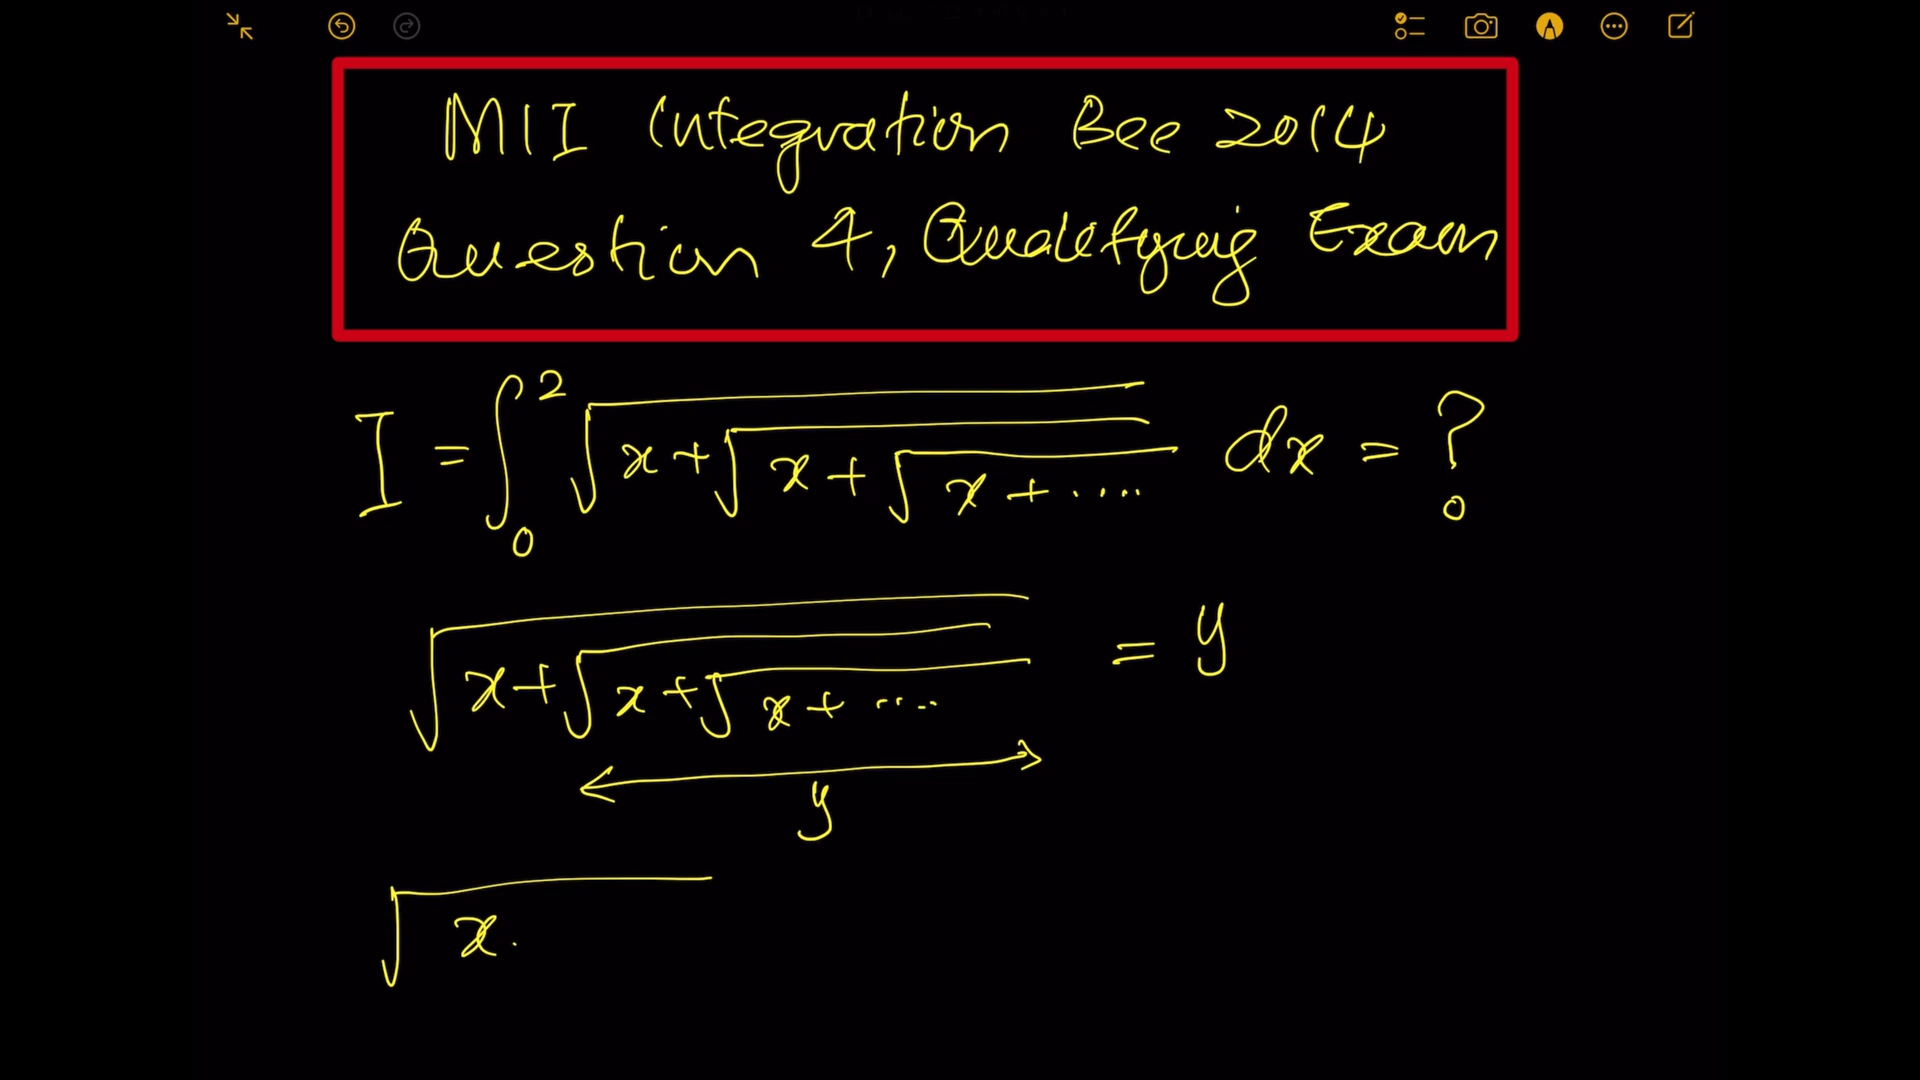 MIT Integration Bee 2014
Question 4, Qualifying Exam
I = ∫₀² √(x+√(x+√(x+....))) dx = ?
√(x+√(x+√(x+....))) = y
y
√x.